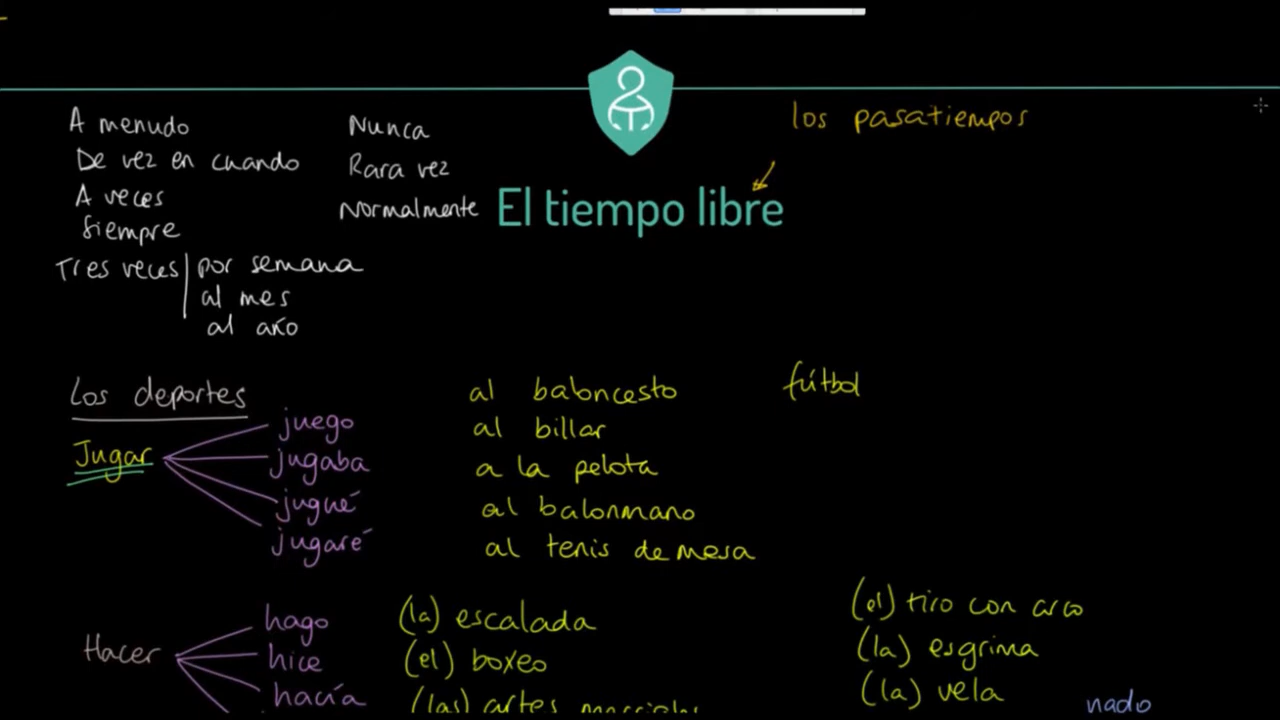 los pasatiempos
El tiempo libre
A menudo
De vez en cuando
A veces
Siempre
Tres veces | por semana
al mes
al año
Nunca
Rara vez
Normalmente
Los deportes
Jugar
juego
jugaba
jugué
jugaré
al baloncesto
al billar
a la pelota
al balonmano
al tenis de mesa
fútbol
Hacer
hago
hice
hacía
(la) escalada
(el) boxeo
(las) artes marciales
(el) tiro con arco
(la) esgrima
(la) vela
nado